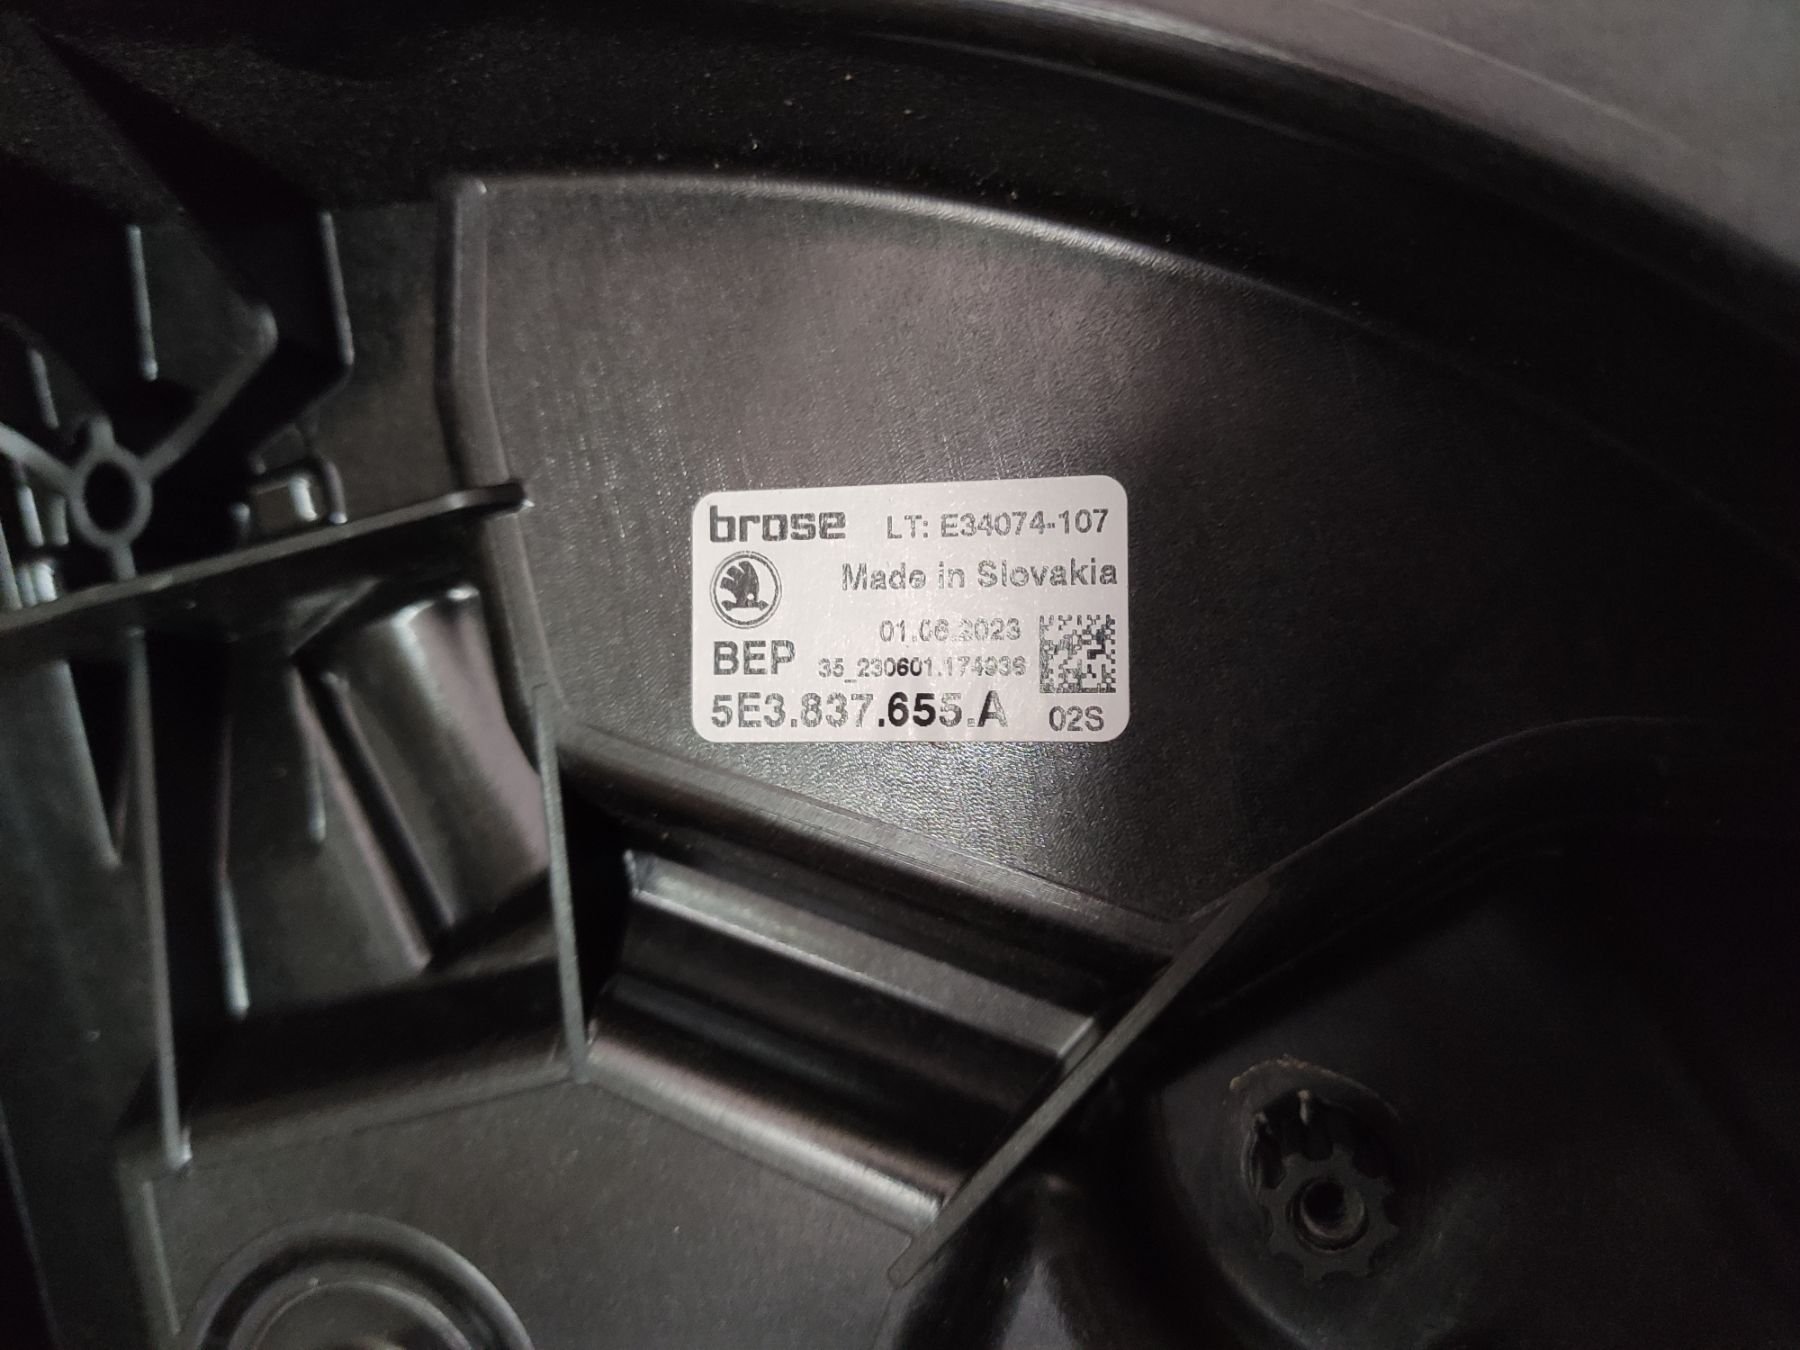 brose LT: E34074-107
Made in Slovakia
01.06.2023
BEP 35_230601.174936
5E3.837.655.A 02S